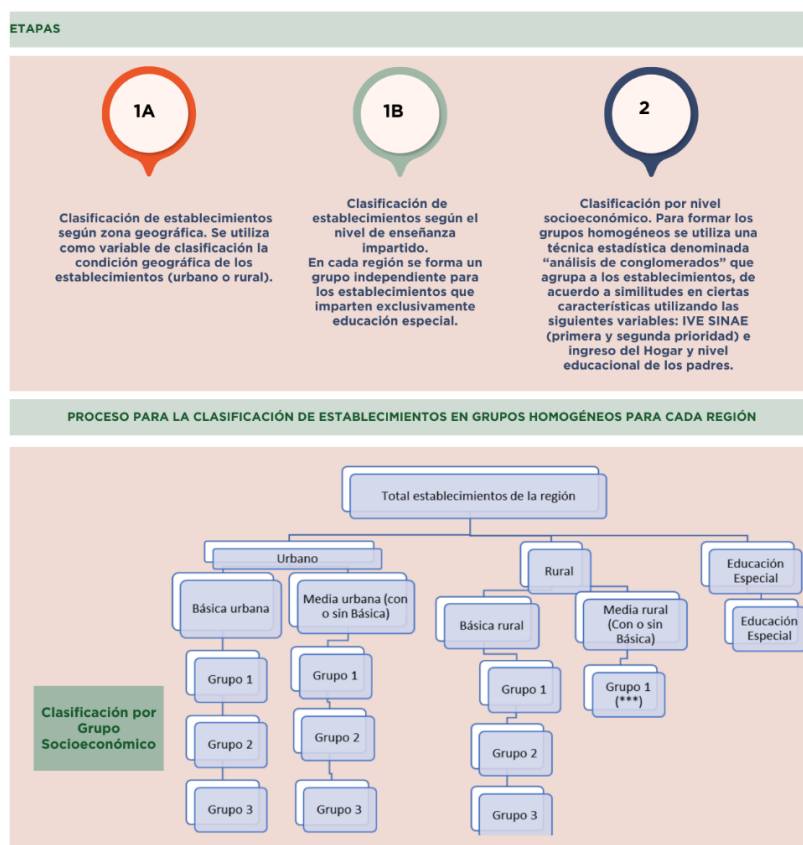 ETAPAS
1A
1B
2
Clasificación de establecimientos
según zona geográfica. Se utiliza
como variable de clasificación la
condición geográfica de los
establecimientos (urbano o rural).
Clasificación de
establecimientos según el
nivel de enseñanza
impartido.
En cada región se forma un
grupo independiente para
los establecimientos que
imparten exclusivamente
educación especial.
Clasificación por nivel
socioeconómico. Para formar los
grupos homogéneos se utiliza una
técnica estadística denominada
“análisis de conglomerados” que
agrupa a los establecimientos, de
acuerdo a similitudes en ciertas
características utilizando las
siguientes variables: IVE SINAE
(primera y segunda prioridad) e
ingreso del Hogar y nivel
educacional de los padres.
PROCESO PARA LA CLASIFICACIÓN DE ESTABLECIMIENTOS EN GRUPOS HOMOGÉNEOS PARA CADA REGIÓN
Total establecimientos de la región
Urbano
Básica urbana
Grupo 1
Grupo 2
Grupo 3
Media urbana (con
o sin Básica)
Grupo 1
Grupo 2
Grupo 3
Rural
Básica rural
Grupo 1
Grupo 2
Grupo 3
Media rural
(Con o sin
Básica)
Grupo 1
(***)
Educación
Especial
Educación
Especial
Clasificación por
Grupo
Socioeconómico